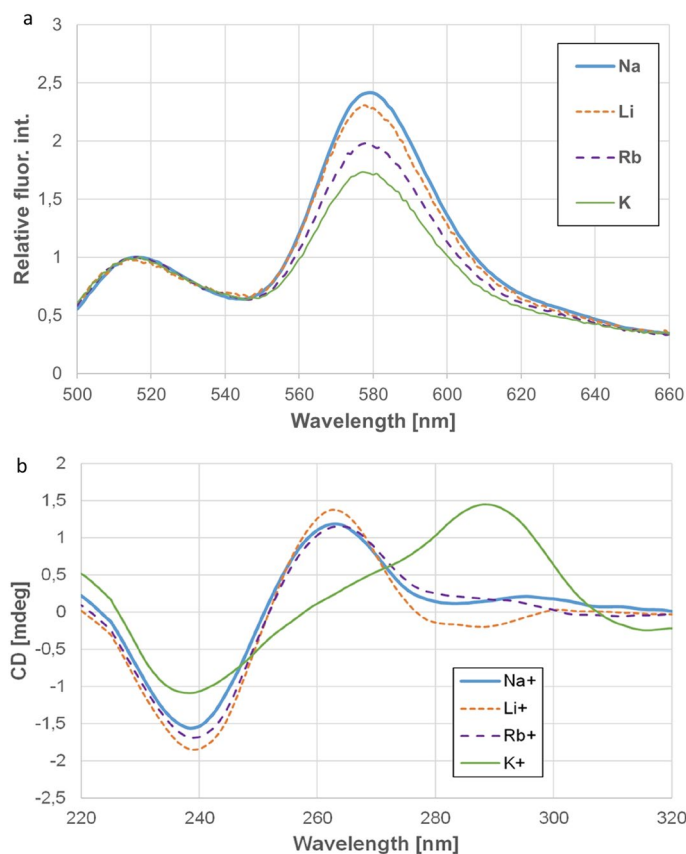 a
3
2,5
2
1,5
1
0,5
0
Relative fluor. int.
Na
Li
Rb
K
500 520 540 560 580 600 620 640 660
Wavelength [nm]
b
2
1,5
1
0,5
0
-0,5
-1
-1,5
-2
-2,5
CD [mdeg]
Na+
Li+
Rb+
K+
220 240 260 280 300 320
Wavelength [nm]